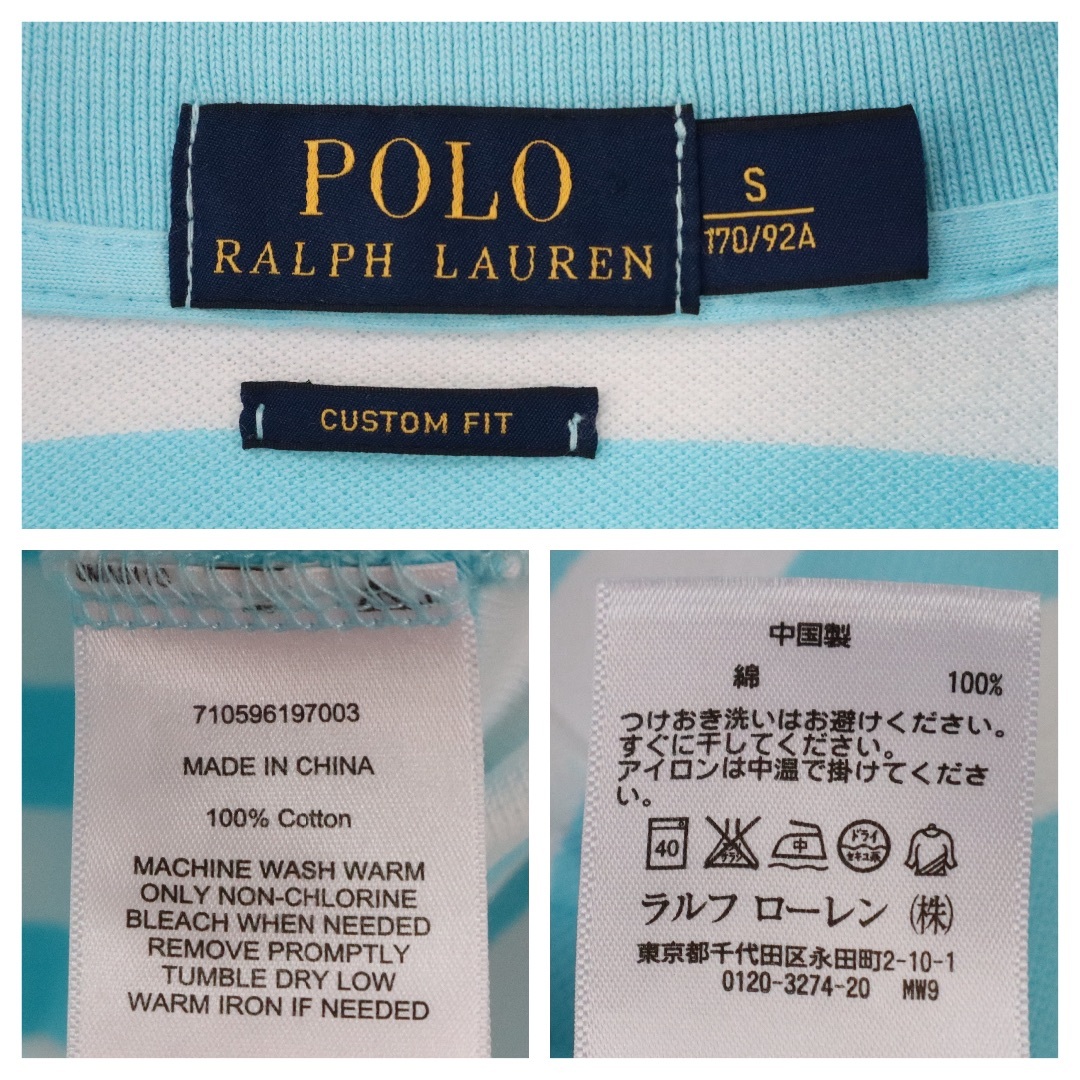 POLO
RALPH LAUREN
S
170/92A
CUSTOM FIT
710596197003
MADE IN CHINA
100% Cotton
MACHINE WASH WARM
ONLY NON-CHLORINE
BLEACH WHEN NEEDED
REMOVE PROMPTLY
TUMBLE DRY LOW
WARM IRON IF NEEDED
中国製
綿 100%
つけおき洗いはお避けください。
すぐに干してください。
アイロンは中温で掛けてくださ
い。
40 中 ドライ セキユ系
ラルフ ローレン (株)
東京都千代田区永田町2-10-1
0120-3274-20 MW9